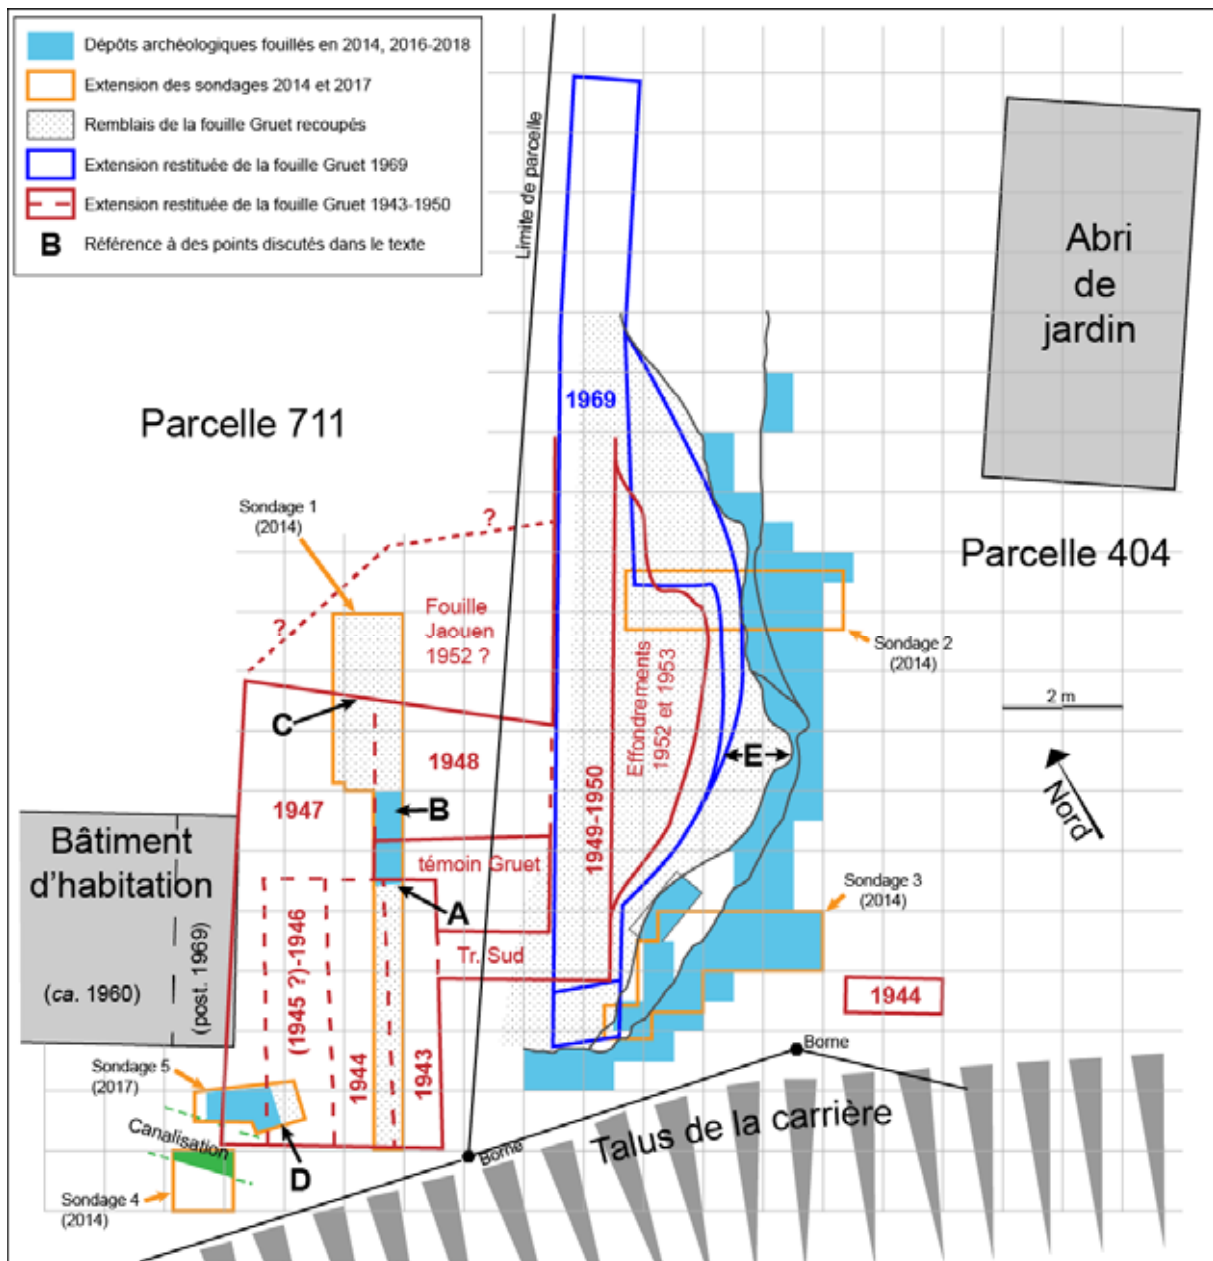 Dépôts archéologiques fouillés en 2014, 2016-2018
Extension des sondages 2014 et 2017
Remblais de la fouille Gruet recoupés
Extension restituée de la fouille Gruet 1969
Extension restituée de la fouille Gruet 1943-1950
B Référence à des points discutés dans le texte
Limite de parcelle
Abri
de
jardin
Parcelle 711
1969
Sondage 1
(2014)
?
?
Parcelle 404
Fouille
Jaouen
1952 ?
Sondage 2
(2014)
Effondrements
1952 et 1953
2 m
C
1948
E
Nord
1947
B
1949-1950
Bâtiment
d'habitation
témoin Gruet
Sondage 3
(2014)
A
(1945 ?)-1946
Tr. Sud
(ca. 1960)
(post. 1969)
1944
1944
1943
Borne
Sondage 5
(2017)
Talus de la carrière
Canalisation
Borne
D
Sondage 4
(2014)